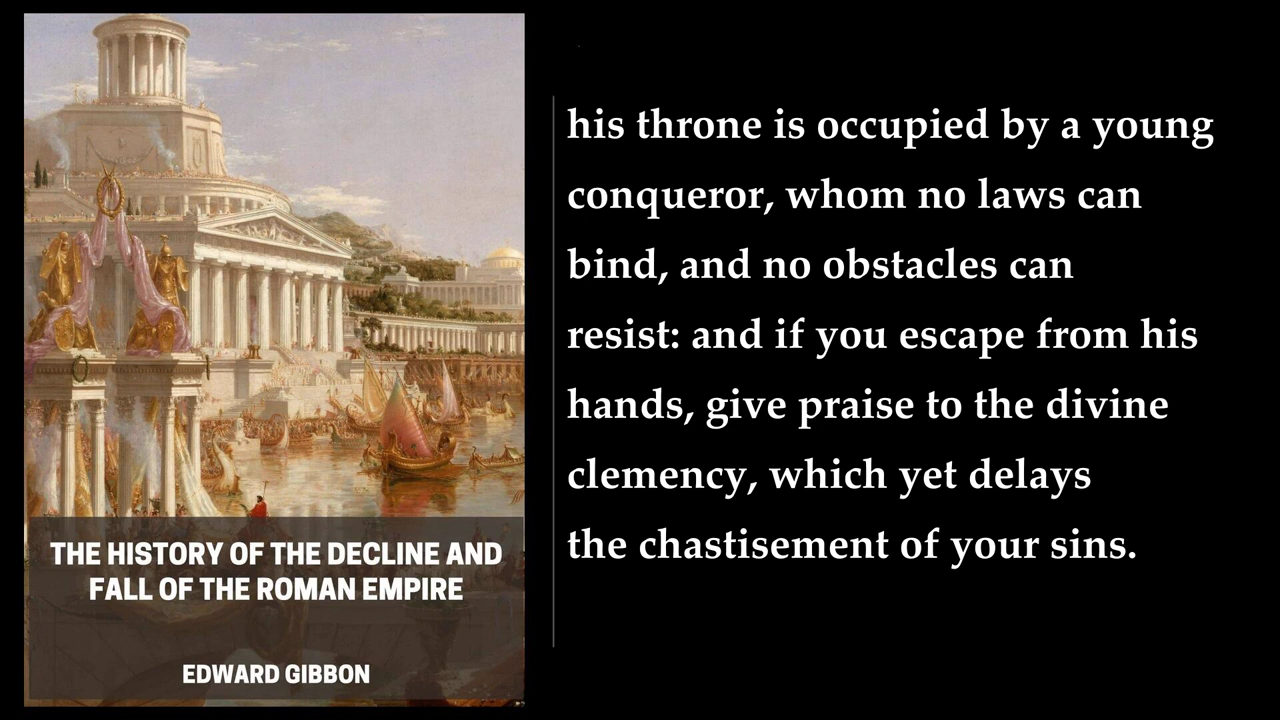 THE HISTORY OF THE DECLINE AND
FALL OF THE ROMAN EMPIRE
EDWARD GIBBON
his throne is occupied by a young
conqueror, whom no laws can
bind, and no obstacles can
resist: and if you escape from his
hands, give praise to the divine
clemency, which yet delays
the chastisement of your sins.